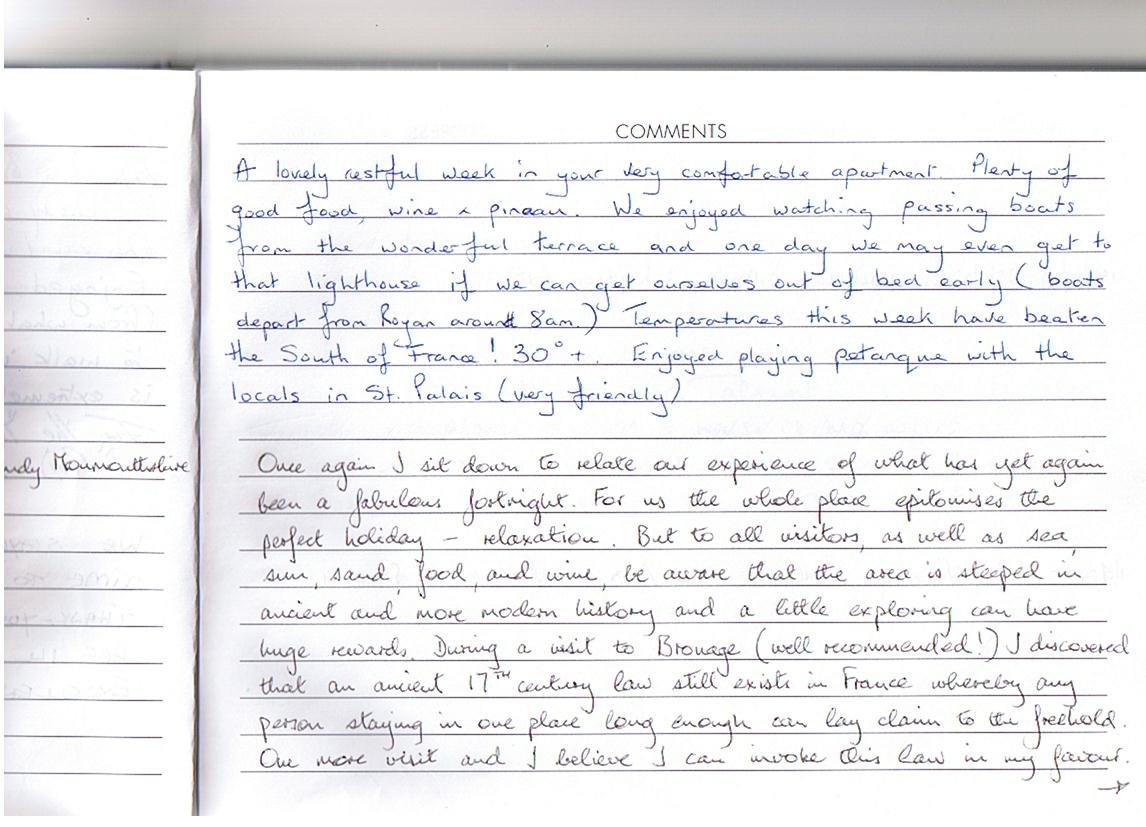 COMMENTS
A lovely restful week in your very comfortable apartment. Plenty of
good food, wine & pineau. We enjoyed watching passing boats
from the wonderful terrace and one day we may even get to
that lighthouse if we can get ourselves out of bed early (boats
depart from Royan around 8am.) Temperatures this week have beaten
the South of France! 30°+. Enjoyed playing petanque with the
locals in St. Palais (very friendly)
ndy Monmouthshire
Once again I sit down to relate our experience of what has yet again
been a fabulous fortnight. For us the whole place epitomises the
perfect holiday – relaxation. But to all visitors, as well as sea,
sun, sand, food, and wine, be aware that the area is steeped in
ancient and more modern history and a little exploring can have
huge rewards. During a visit to Brouage (well recommended!) I discovered
that an ancient 17TH century law still exists in France whereby any
person staying in one place long enough can lay claim to the freehold.
One more visit and I believe I can invoke this law in my favour.
→